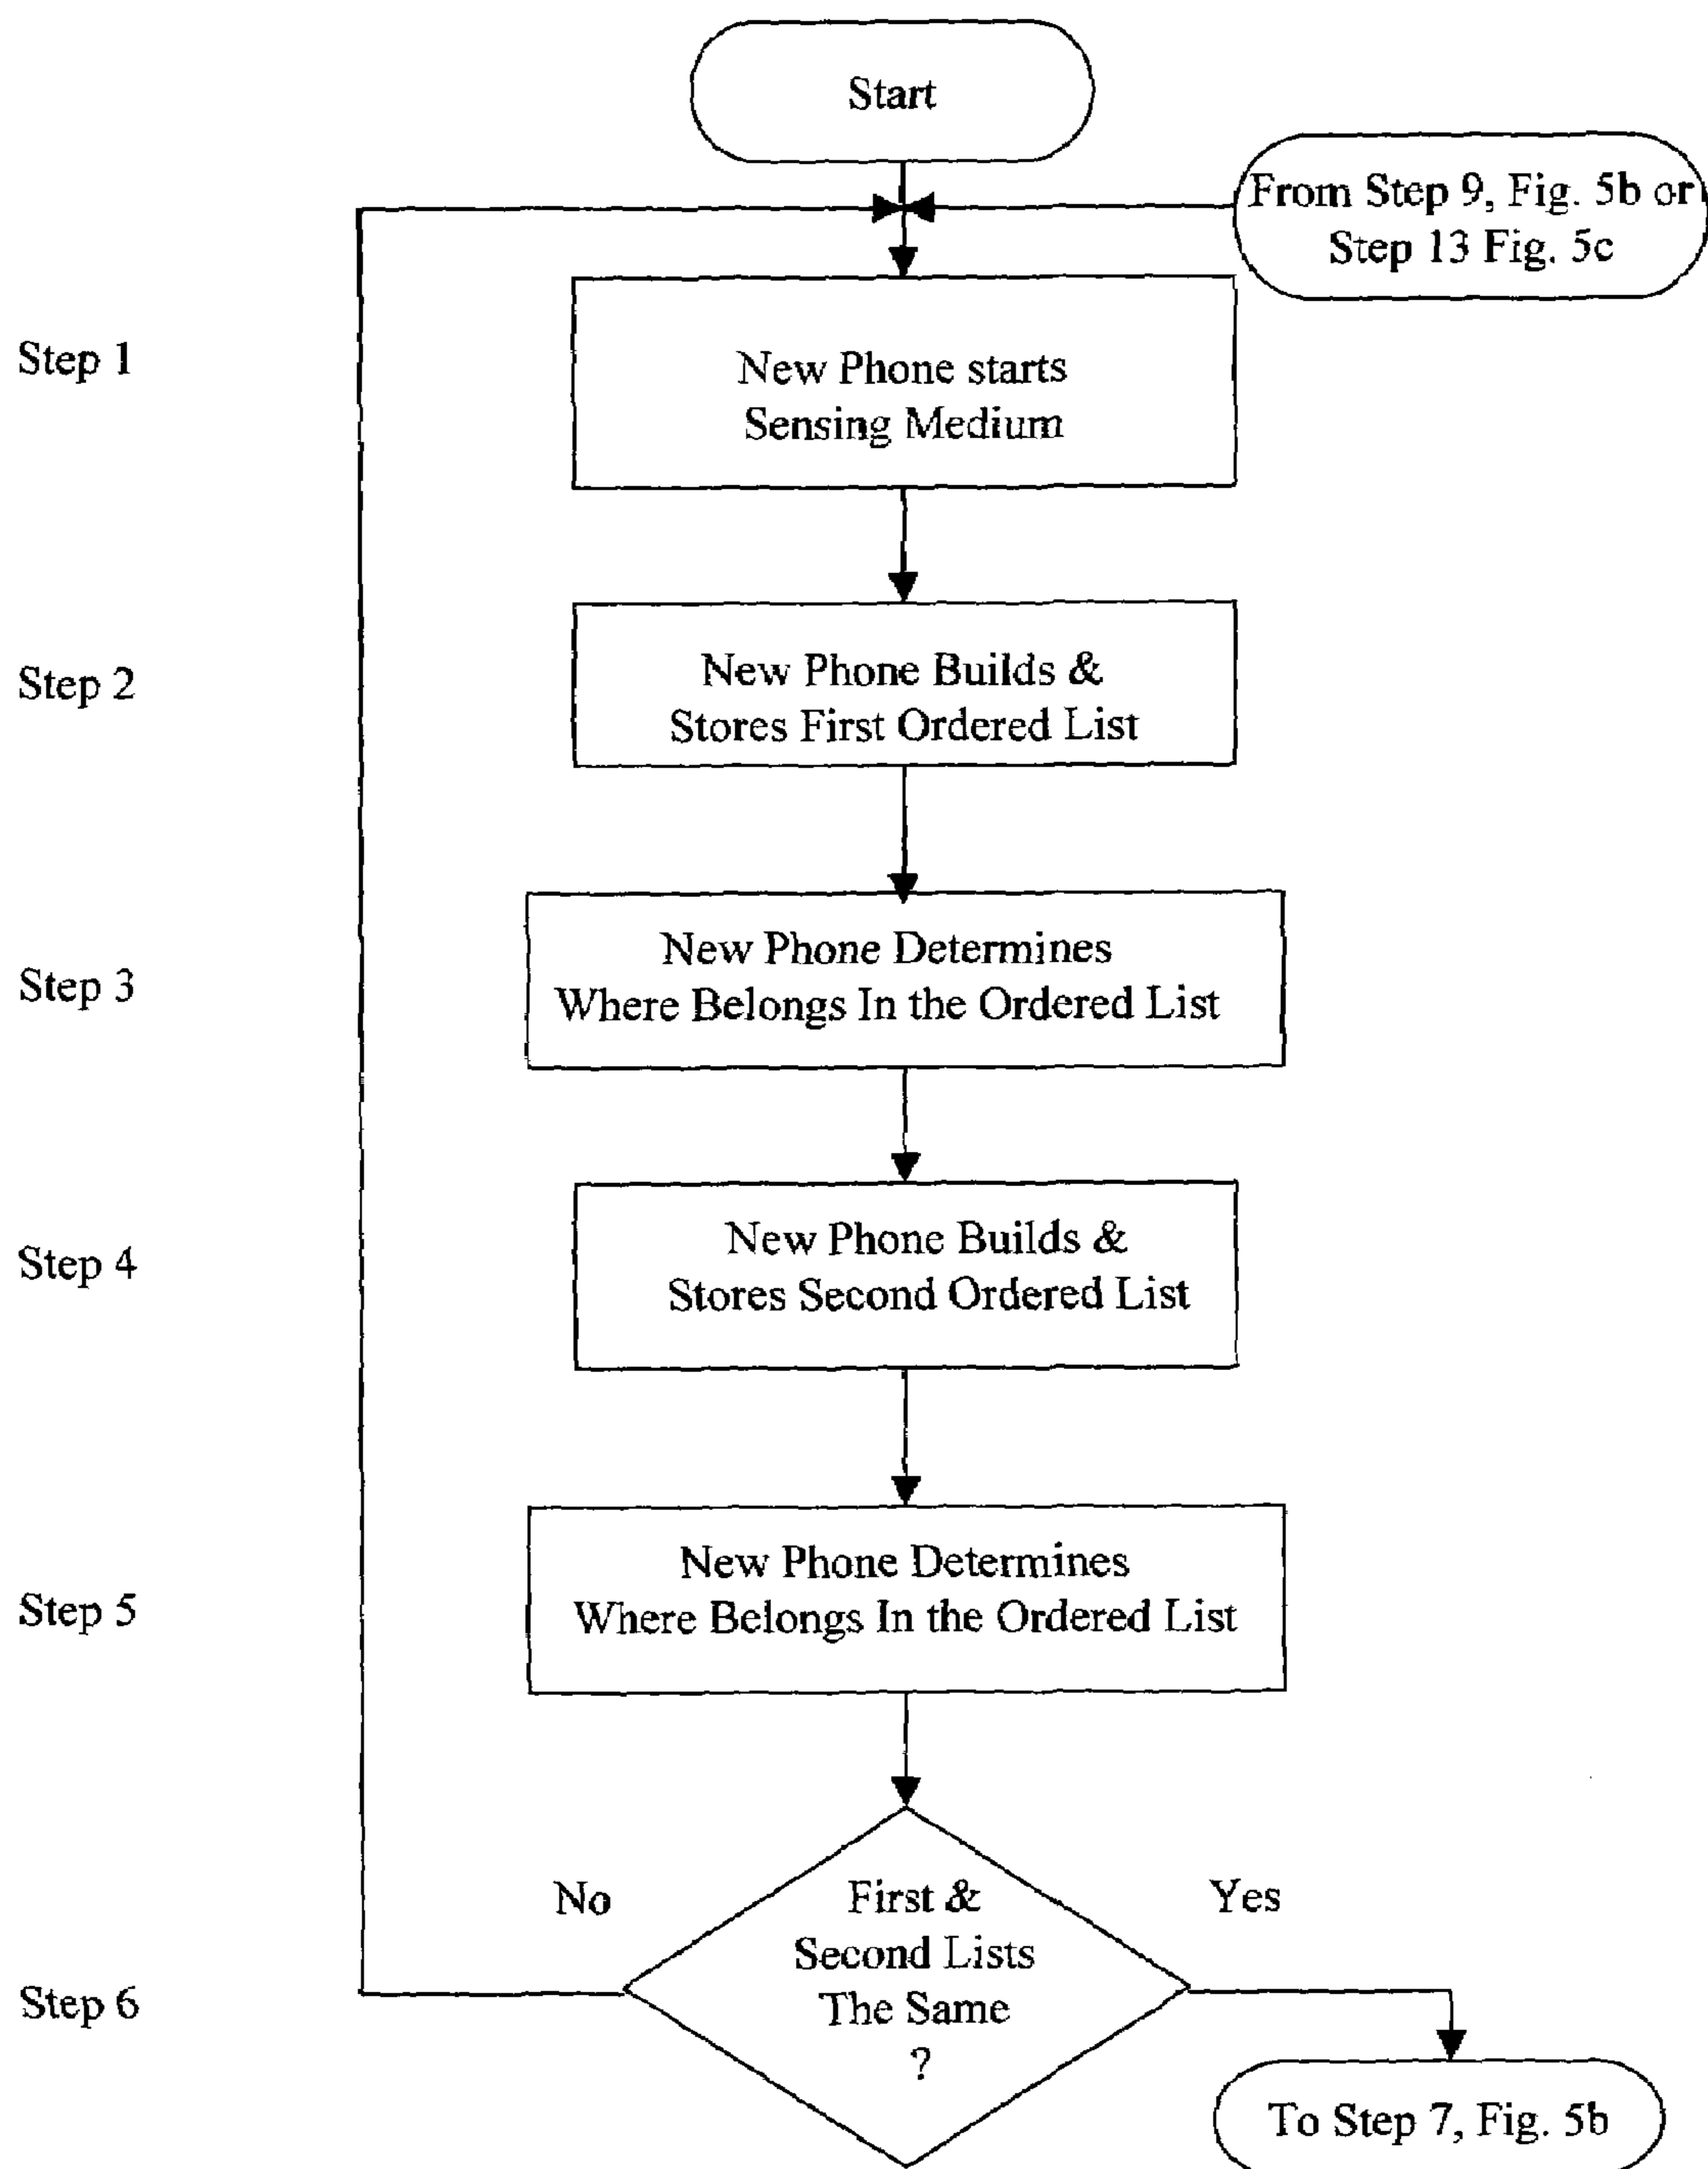 Start
From Step 9, Fig. 5b or
Step 13 Fig. 5c
Step 1
New Phone starts
Sensing Medium
Step 2
New Phone Builds &
Stores First Ordered List
Step 3
New Phone Determines
Where Belongs In the Ordered List
Step 4
New Phone Builds &
Stores Second Ordered List
Step 5
New Phone Determines
Where Belongs In the Ordered List
Step 6
No
First &
Second Lists
The Same
?
Yes
To Step 7, Fig. 5b